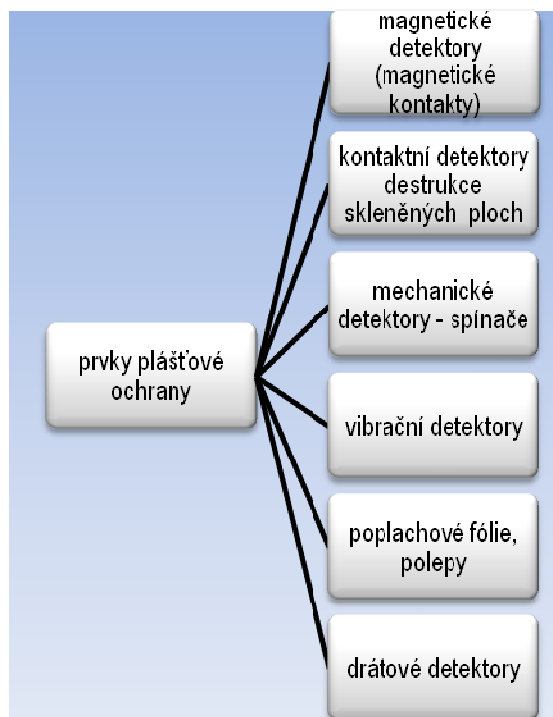 magnetické
detektory
(magnetické
kontakty)
kontaktní detektory
destrukce
skleněných ploch
mechanické
detektory - spínače
prvky plášťové
ochrany
vibrační detektory
poplachové fólie,
polepy
drátové detektory